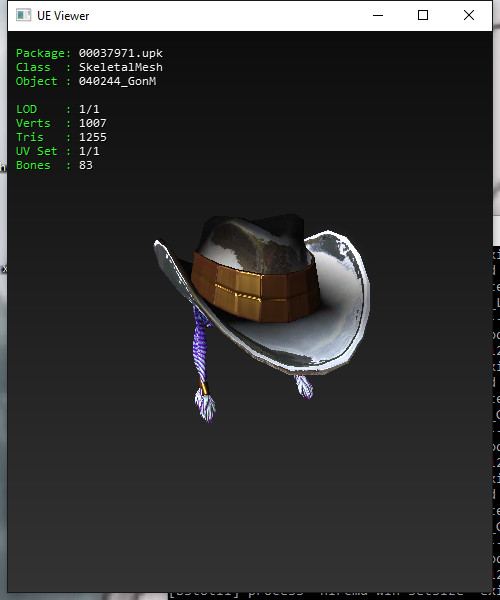 UE Viewer
Package: 00037971.upk
Class : SkeletalMesh
Object : 040244_GonM
LOD : 1/1
Verts : 1007
Tris : 1255
UV Set : 1/1
Bones : 83